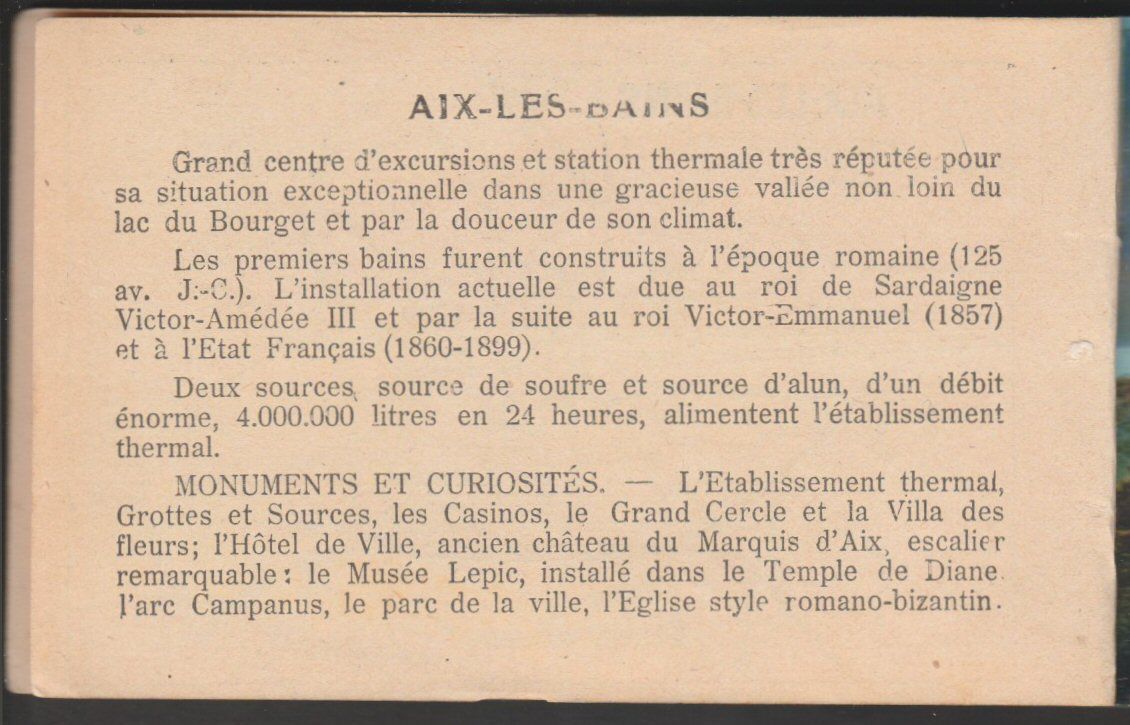 AIX-LES-BAINS
Grand centre d'excursions et station thermale très réputée pour
sa situation exceptionnelle dans une gracieuse vallée non loin du
lac du Bourget et par la douceur de son climat.
Les premiers bains furent construits à l'époque romaine (125
av. J.-C.). L'installation actuelle est due au roi de Sardaigne
Victor-Amédée III et par la suite au roi Victor-Emmanuel (1857)
et à l'Etat Français (1860-1899).
Deux sources, source de soufre et source d'alun, d'un débit
énorme, 4.000.000 litres en 24 heures, alimentent l'établissement
thermal.
MONUMENTS ET CURIOSITÉS. — L'Etablissement thermal,
Grottes et Sources, les Casinos, le Grand Cercle et la Villa des
fleurs; l'Hôtel de Ville, ancien château du Marquis d'Aix, escalier
remarquable: le Musée Lepic, installé dans le Temple de Diane.
l'arc Campanus, le parc de la ville, l'Eglise style romano-bizantin.